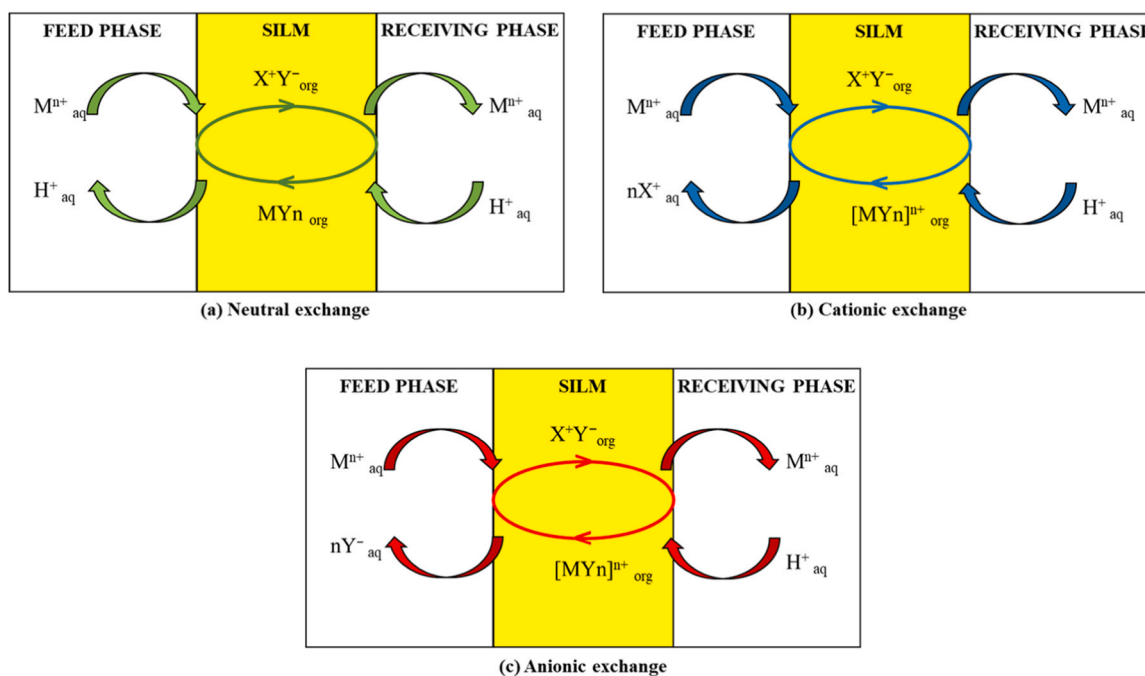 FEED PHASE SILM RECEIVING PHASE
X⁺Y⁻org
Mⁿ⁺aq Mⁿ⁺aq
H⁺aq H⁺aq
MYn org
(a) Neutral exchange
FEED PHASE SILM RECEIVING PHASE
X⁺Y⁻org
Mⁿ⁺aq Mⁿ⁺aq
nX⁺aq H⁺aq
[MYn]ⁿ⁺ org
(b) Cationic exchange
FEED PHASE SILM RECEIVING PHASE
X⁺Y⁻org
Mⁿ⁺aq Mⁿ⁺aq
nY⁻aq H⁺aq
[MYn]ⁿ⁺ org
(c) Anionic exchange